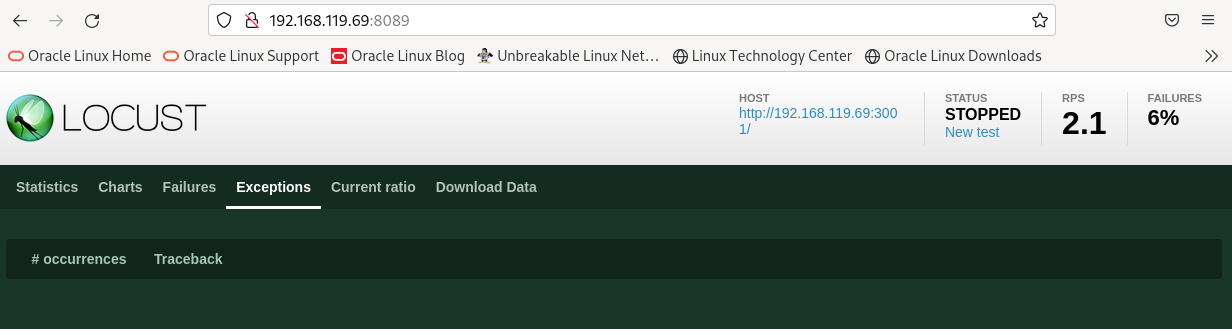 192.168.119.69:8089
Oracle Linux Home Oracle Linux Support Oracle Blog Unbreakable Linux Net… Linux Technology Center Oracle Linux Downloads
LOCUST
HOST
http://192.168.119.69:300
1/
STATUS
STOPPED
New test
RPS
2.1
FAILURES
6%
Statistics Charts Failures Exceptions Current ratio Download Data
# occurrences Traceback